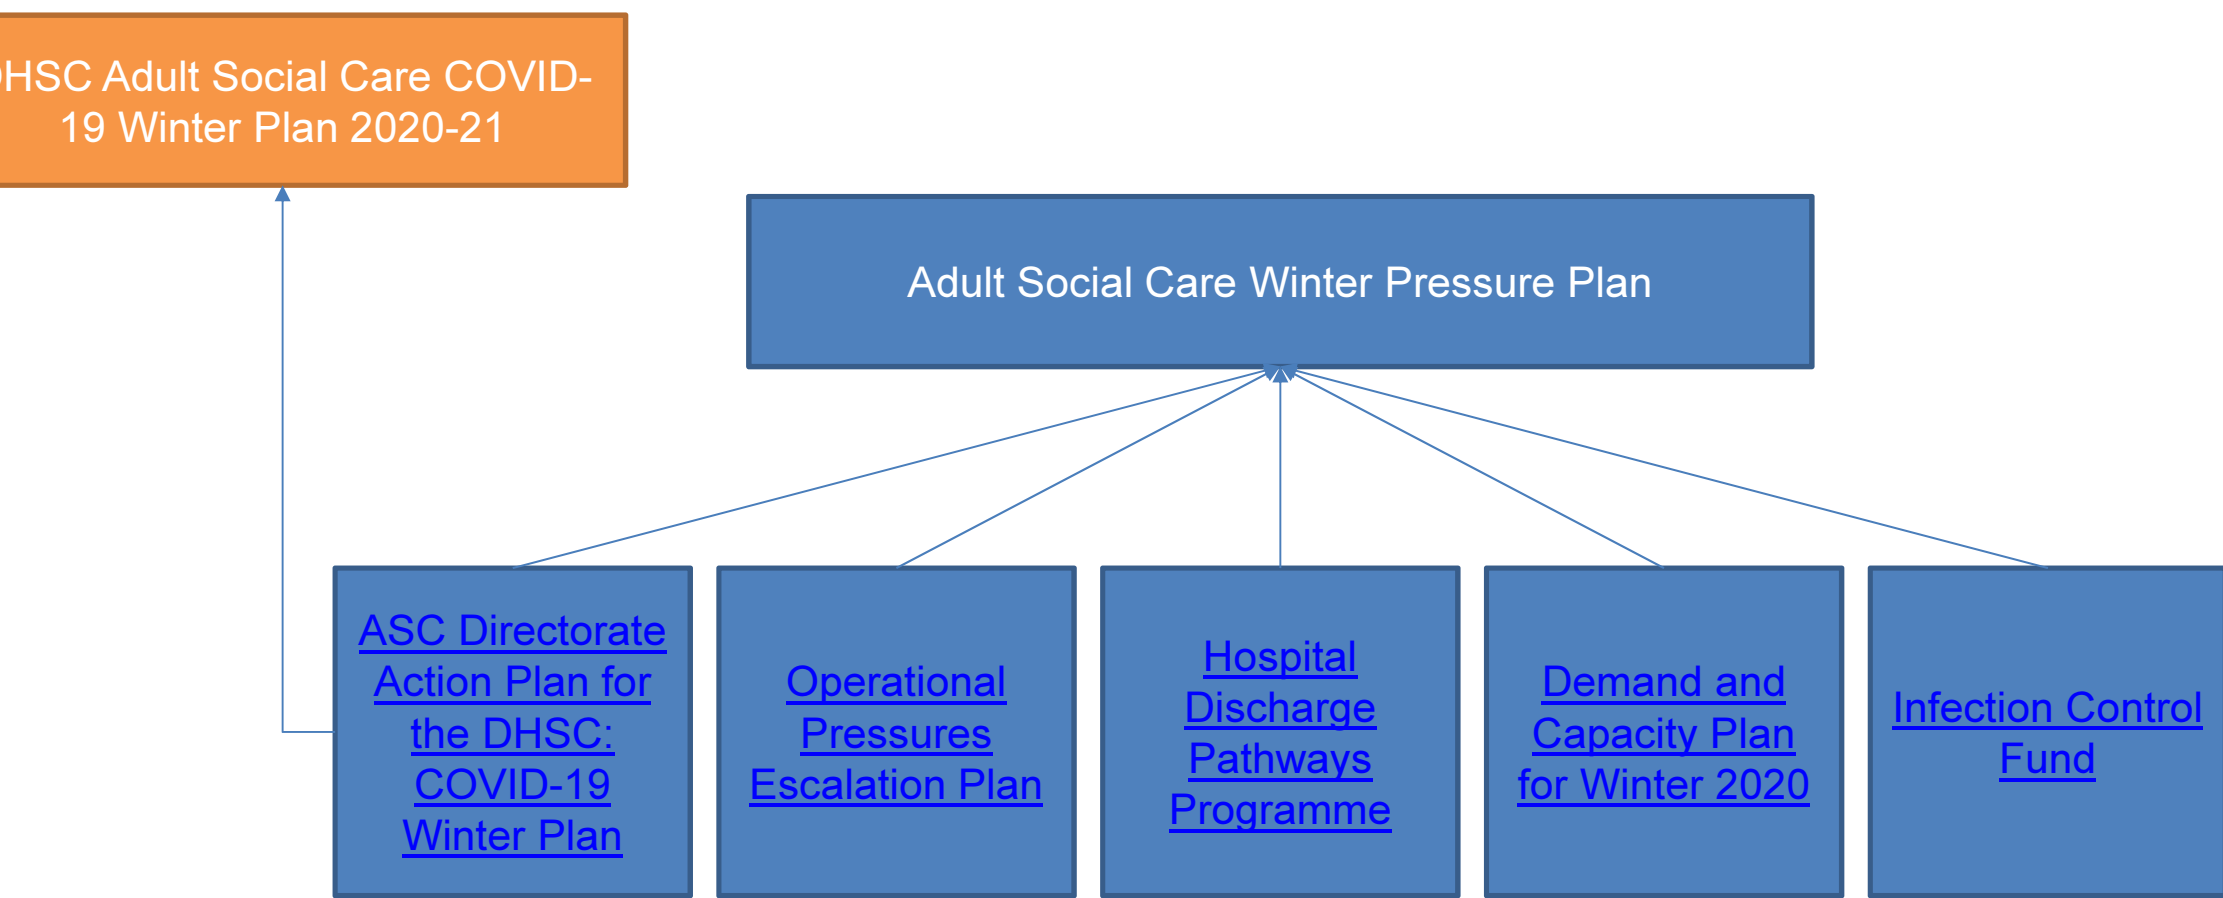 HSC Adult Social Care COVID-
19 Winter Plan 2020-21
Adult Social Care Winter Pressure Plan
ASC Directorate
Action Plan for
the DHSC:
COVID-19
Winter Plan
Operational
Pressures
Escalation Plan
Hospital
Discharge
Pathways
Programme
Demand and
Capacity Plan
for Winter 2020
Infection Control
Fund